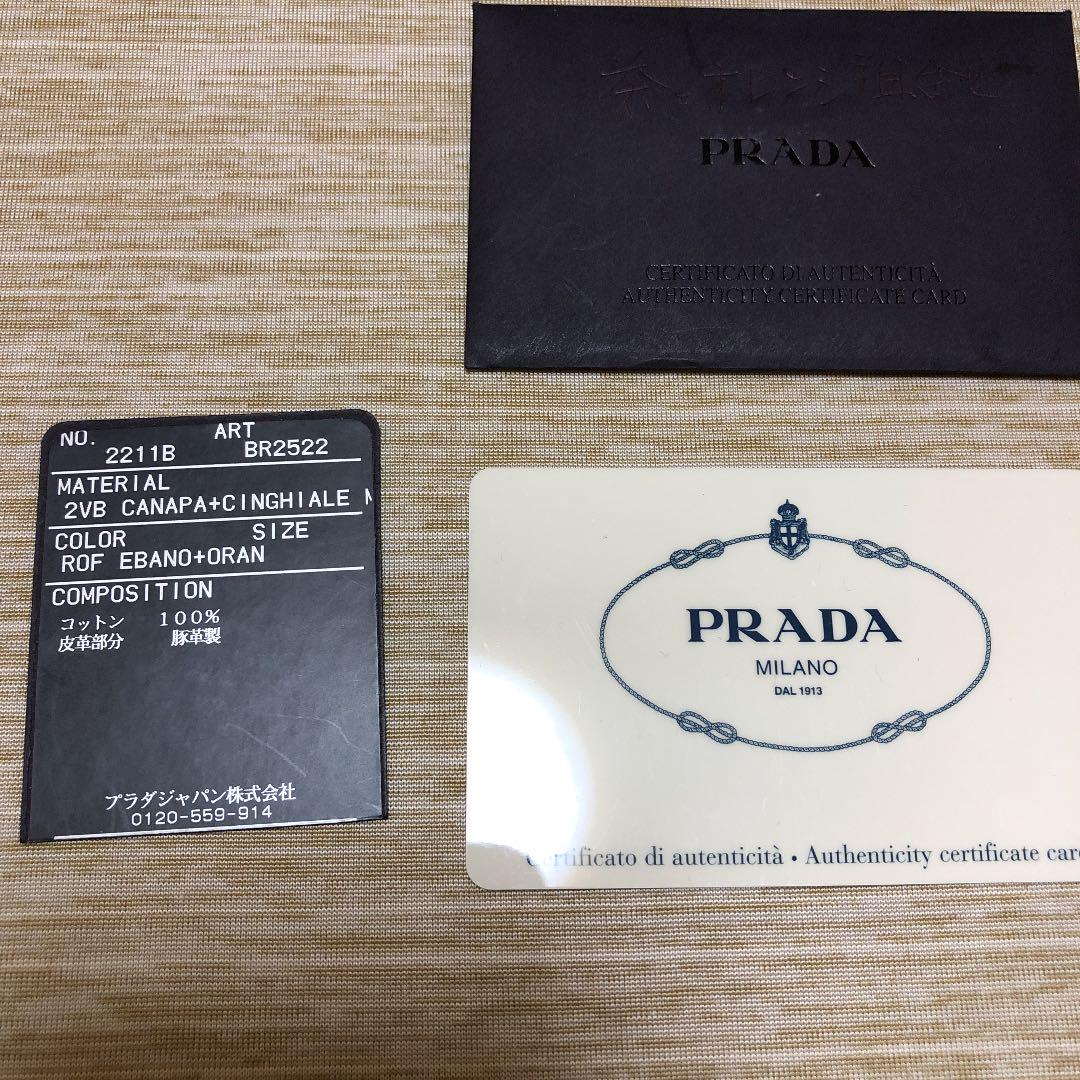 PRADA
CERTIFICATO DI AUTENTICITÀ
AUTHENTICITY CERTIFICATE CARD
NO. ART
2211B BR2522
MATERIAL
2VB CANAPA+CINGHIALE
COLOR SIZE
ROF EBANO+ORAN
COMPOSITION
コットン 100%
皮革部分 豚革製
プラダジャパン株式会社
0120-559-914
PRADA
MILANO
DAL 1913
Certificato di autenticità • Authenticity certificate card